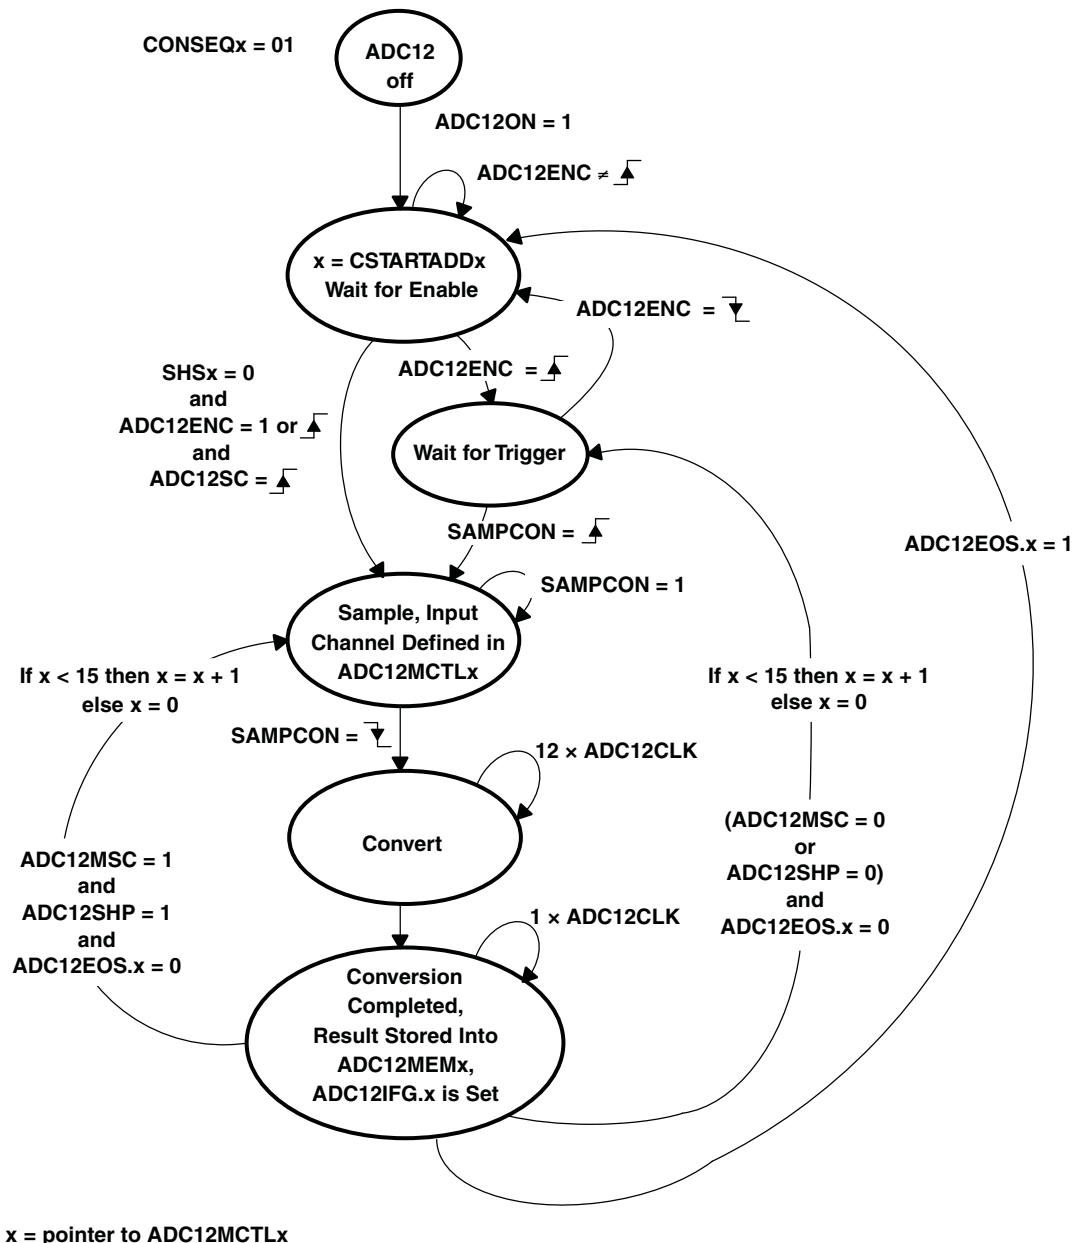 CONSEQx = 01
ADC12
off
ADC12ON = 1
ADC12ENC ≠
x = CSTARTADDx
Wait for Enable
ADC12ENC =
SHSx = 0
and
ADC12ENC = 1 or
and
ADC12SC =
ADC12ENC =
Wait for Trigger
SAMPCON =
ADC12EOS.x = 1
SAMPCON = 1
Sample, Input
Channel Defined in
ADC12MCTLx
If x < 15 then x = x + 1
else x = 0
If x < 15 then x = x + 1
else x = 0
SAMPCON =
12 × ADC12CLK
Convert
(ADC12MSC = 0
or
ADC12SHP = 0)
and
ADC12EOS.x = 0
ADC12MSC = 1
and
ADC12SHP = 1
and
ADC12EOS.x = 0
1 × ADC12CLK
Conversion
Completed,
Result Stored Into
ADC12MEMx,
ADC12IFG.x is Set
x = pointer to ADC12MCTLx